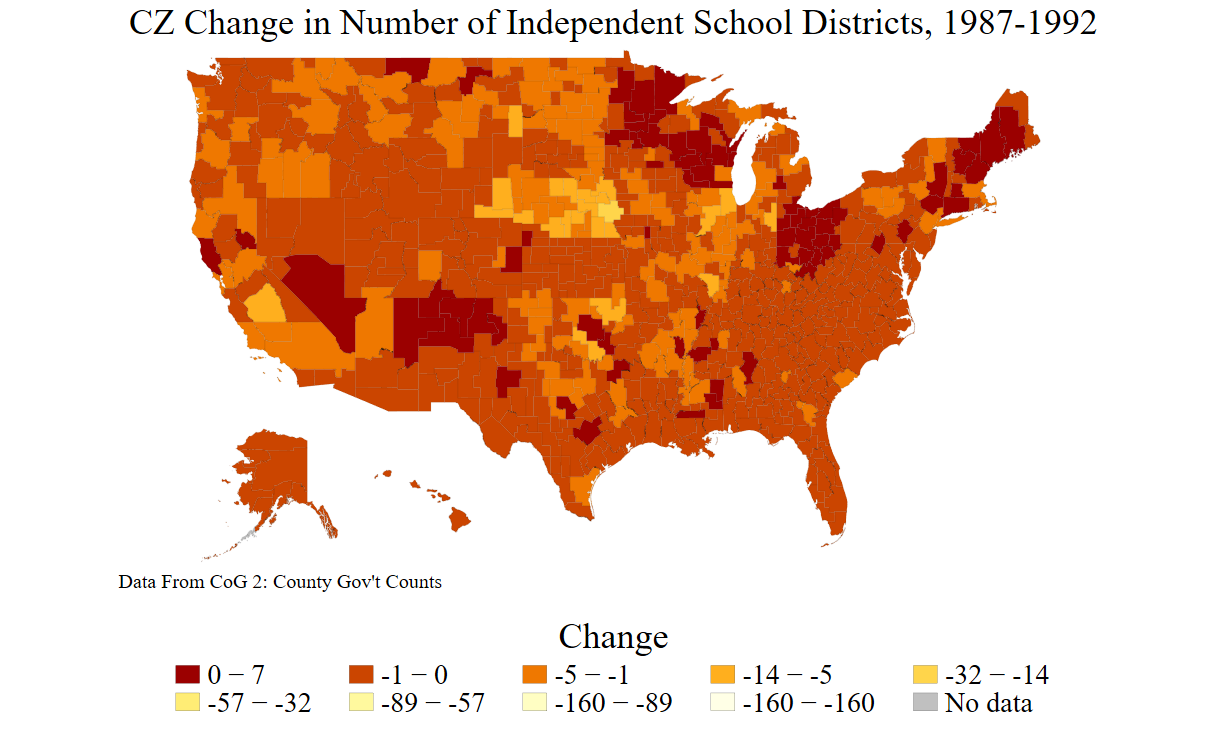 CZ Change in Number of Independent School Districts, 1987-1992
Data From CoG 2: County Gov't Counts
Change
0 − 7
-1 − 0
-5 − -1
-14 − -5
-32 − -14
-57 − -32
-89 − -57
-160 − -89
-160 − -160
No data